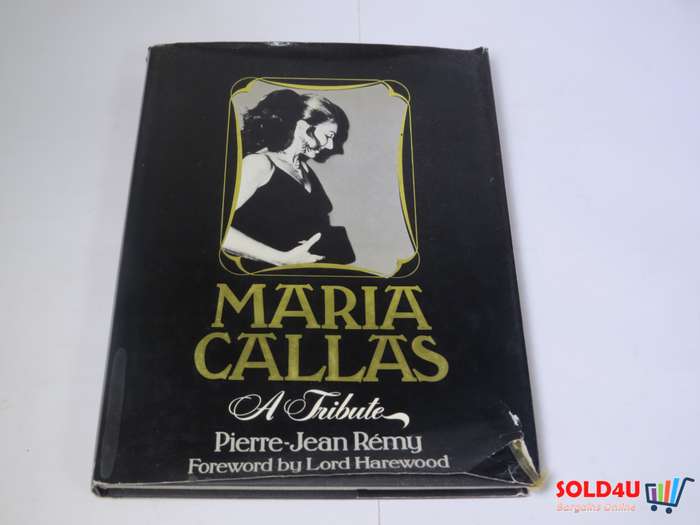 MARIA
CALLAS
A Tribute
Pierre-Jean Rémy
Foreword by Lord Harewood
SOLD4U
Bargains Online